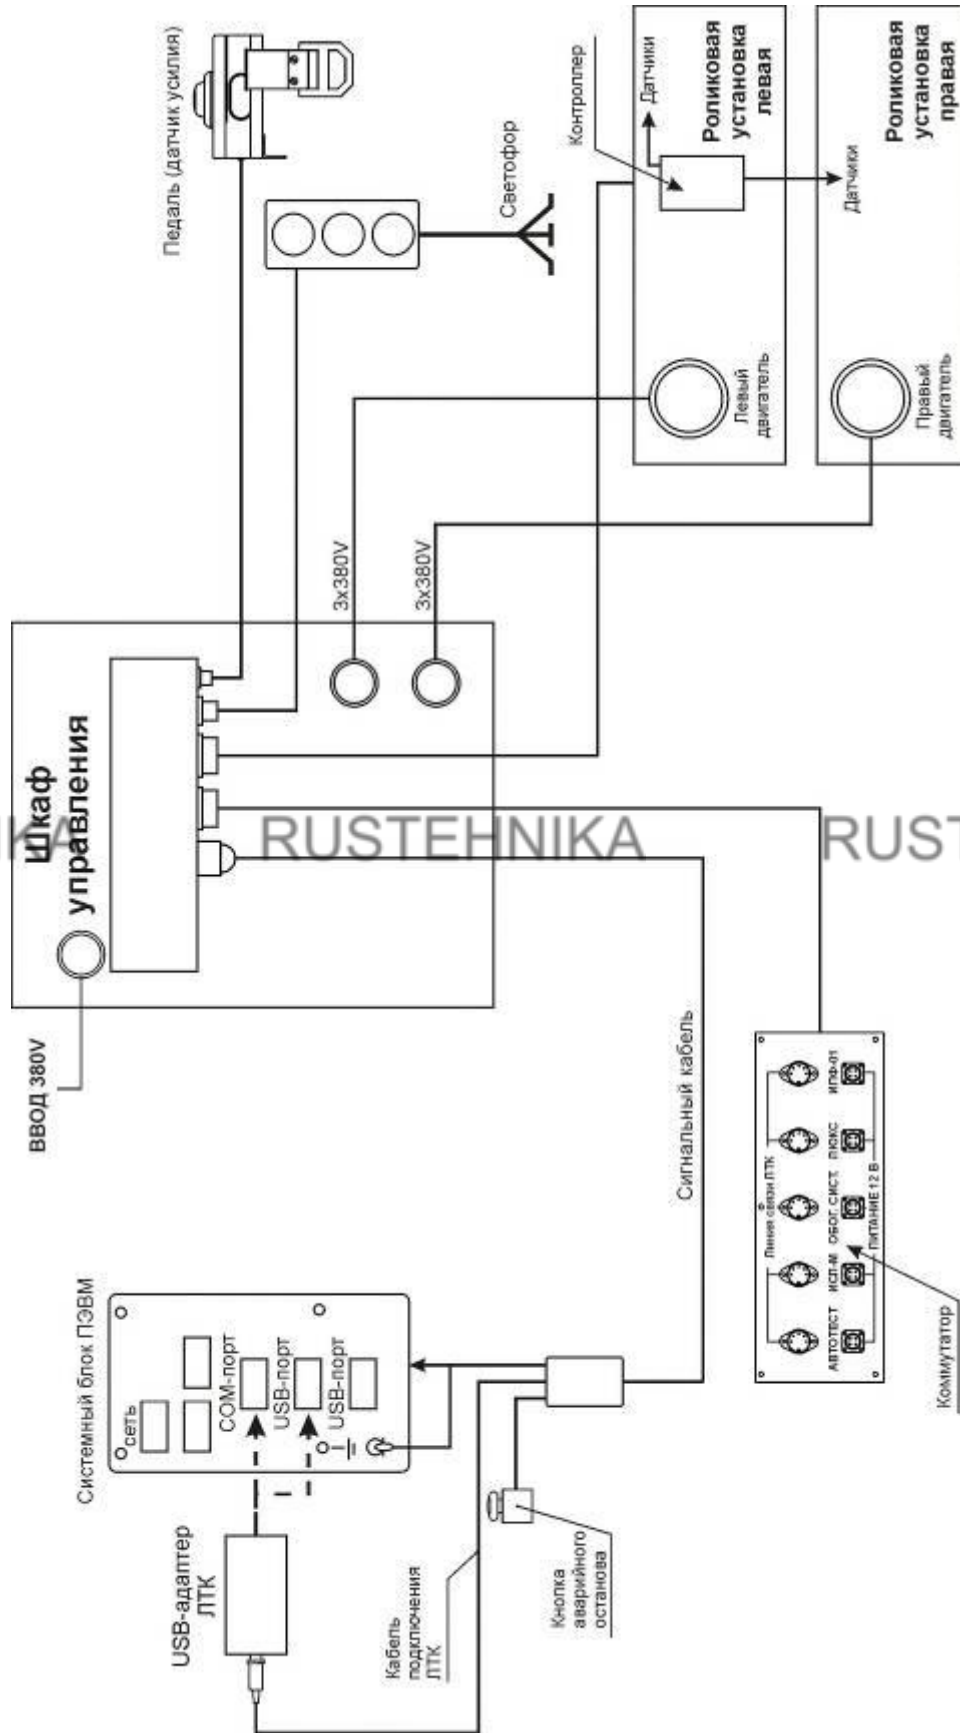 Педаль (датчик усилия)
Светофор
Контроллер
Датчики
Роликовая
установка
левая
Роликовая
установка
правая
Датчики
Левый
двигатель
Правый
двигатель
3x380V
3x380V
Шкаф
управления
ВВОД 380V
RUSTEHNIKA
Сигнальный кабель
Системный блок ПЭВМ
сеть
COM-порт
USB-порт
USB-порт
USB-адаптер
ЛТК
Кабель
подключения
ЛТК
Кнопка
аварийного
останова
Линия связи ЛТК
АВТОТЕСТ
ИСП-М
ОБОГ. СИСТ.
ЛЮКС
ИПФ-01
ПИТАНИЕ 12 В
Коммутатор